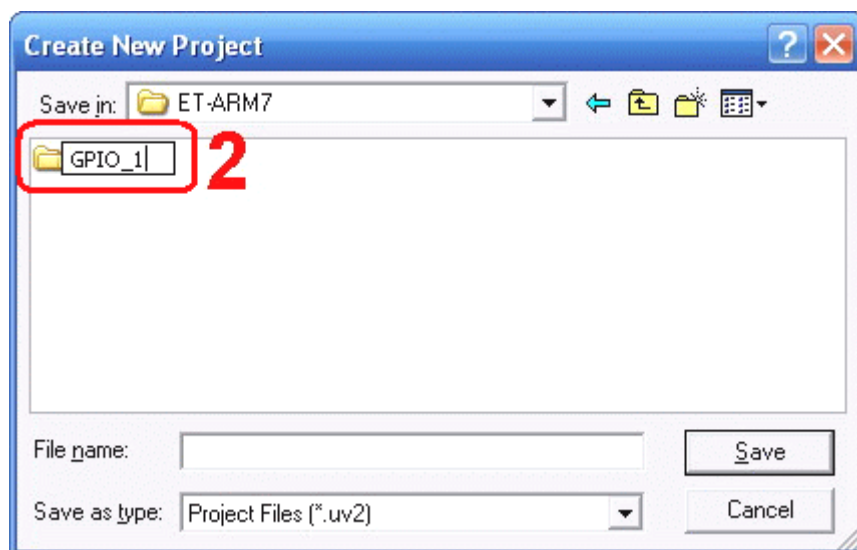 Create New Project
Save in: ET-ARM7
GPIO_1
2
File name:
Save
Save as type: Project Files (*.uv2)
Cancel